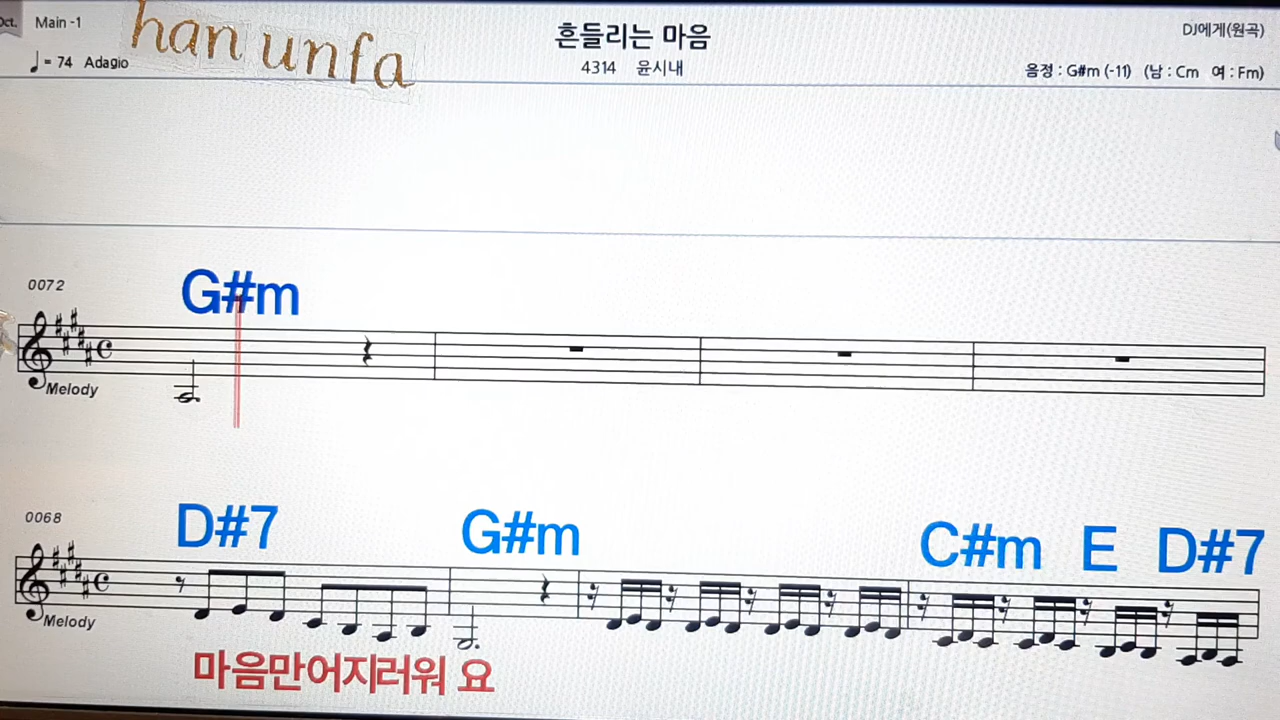 Oct.
Main -1
han unfa
흔들리는 마음
DJ에게(원곡)
♩= 74 Adagio
4314 윤시내
음정 : G#m (-11) (남 : Cm 여 : Fm)
0072
G#m
Melody
0068
D#7 G#m C#m E D#7
Melody
마음만어지러워 요